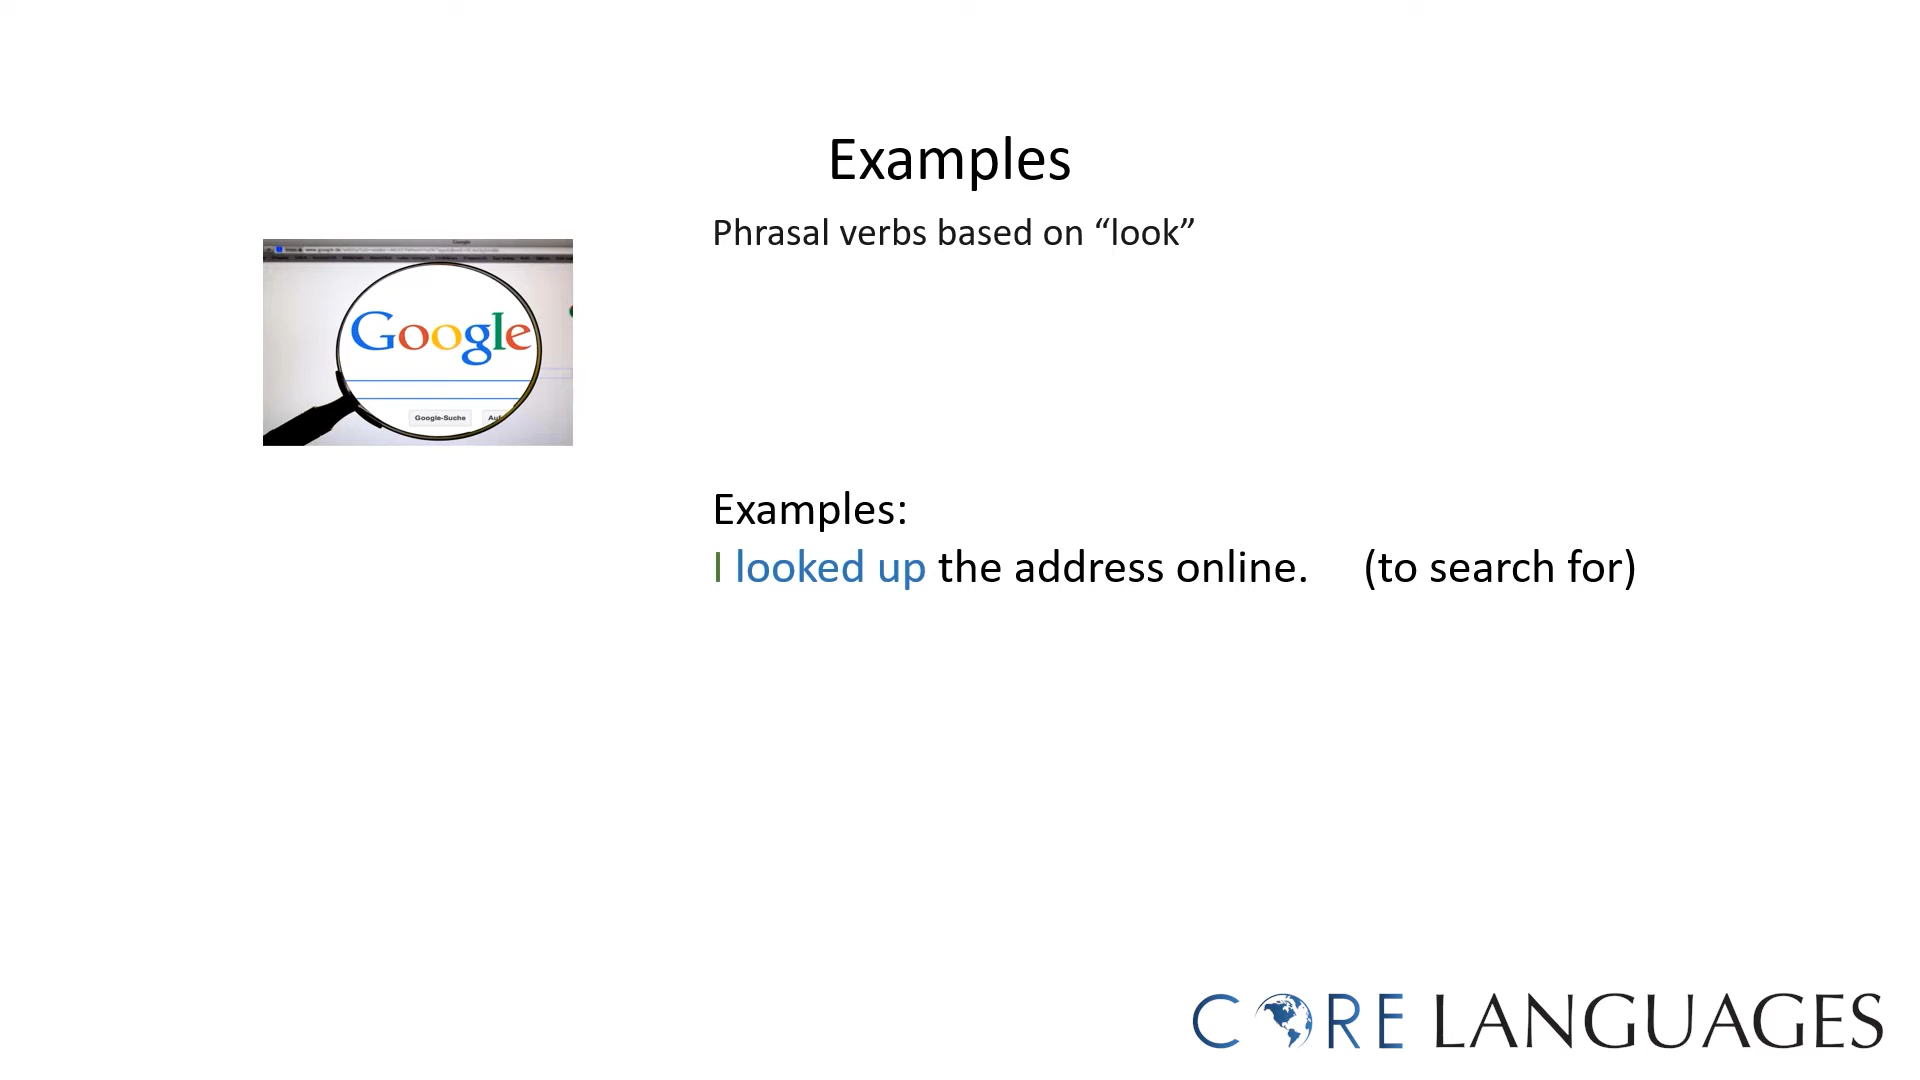 Examples
Phrasal verbs based on “look”
Google
Google
Google-Suche
Examples:
I looked up the address online. (to search for)
CORE LANGUAGES